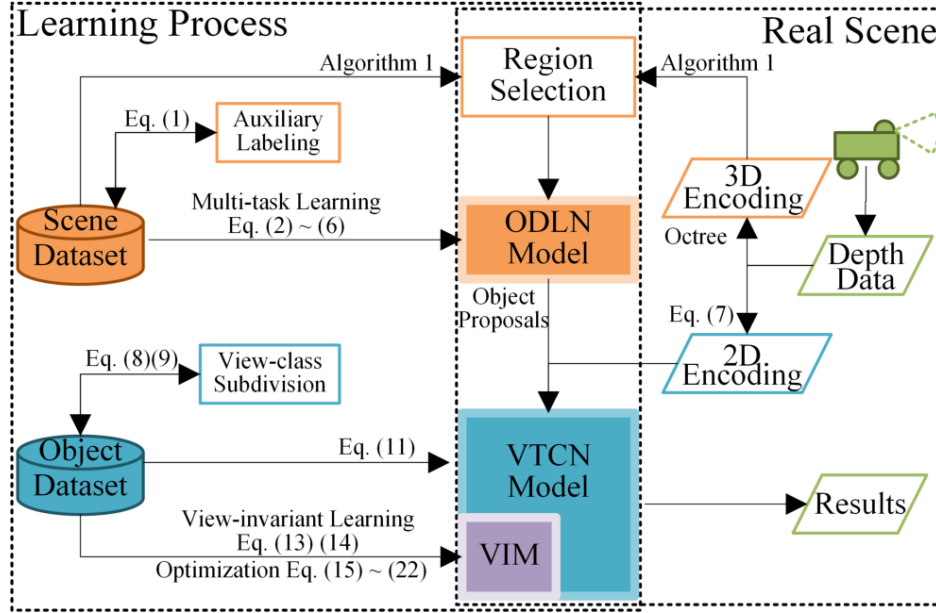 Learning Process
Real Scene
Algorithm 1
Region
Selection
Algorithm 1
Eq. (1)
Auxiliary
Labeling
3D
Encoding
Scene
Dataset
Multi-task Learning
Eq. (2) ~ (6)
ODLN
Model
Octree
Depth
Data
Object
Proposals
Eq. (7)
2D
Encoding
Eq. (8)(9)
View-class
Subdivision
Object
Dataset
Eq. (11)
VTCN
Model
Results
View-invariant Learning
Eq. (13) (14)
Optimization Eq. (15) ~ (22)
VIM